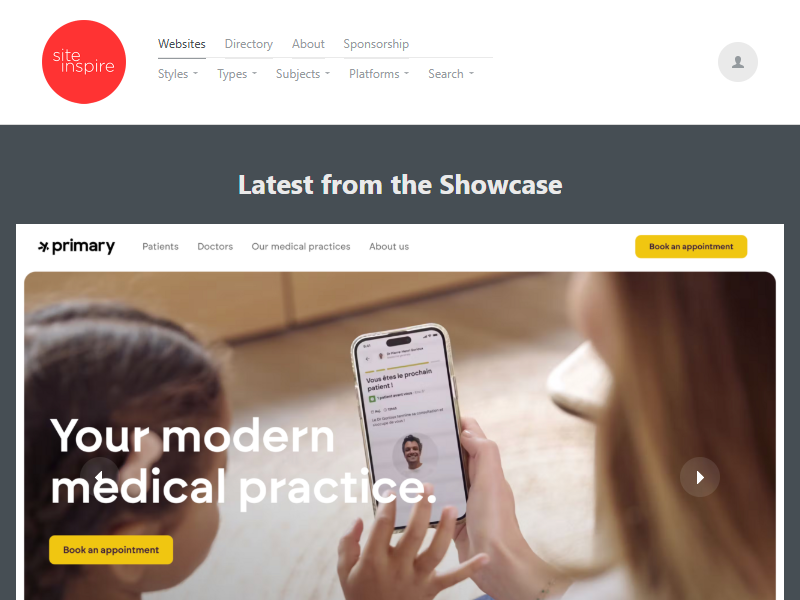 site
inspire
Websites Directory About Sponsorship
Styles Types Subjects Platforms Search
Latest from the Showcase
primary Patients Doctors Our medical practices About us Book an appointment
Vous êtes le prochain
patient !
Your modern
medical practice.
Book an appointment